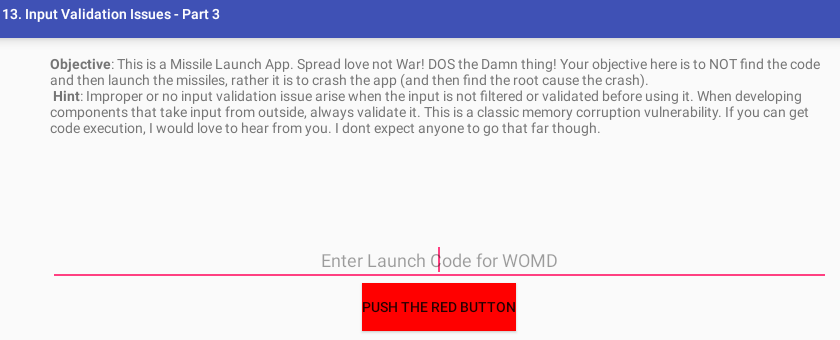 13. Input Validation Issues - Part 3
Objective: This is a Missile Launch App. Spread love not War! DOS the Damn thing! Your objective here is to NOT find the code
and then launch the missiles, rather it is to crash the app (and then find the root cause the crash).
Hint: Improper or no input validation issue arise when the input is not filtered or validated before using it. When developing
components that take input from outside, always validate it. This is a classic memory corruption vulnerability. If you can get
code execution, I would love to hear from you. I dont expect anyone to go that far though.
Enter Launch Code for WOMD
PUSH THE RED BUTTON